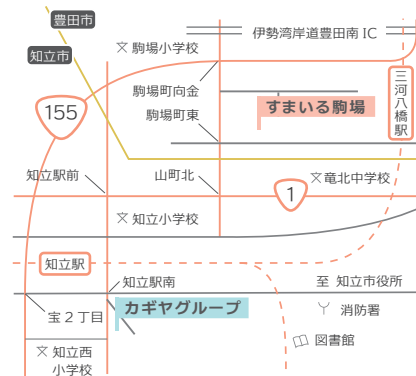 豊田市
伊勢湾岸道豊田南IC
駒場小学校
知立市
駒場町向金
三河八橋駅
すまいる駒場
155
駒場町東
知立駅前
山町北
竜北中学校
1
知立小学校
知立駅
知立駅南
至 知立市役所
カギヤグループ
消防署
宝2丁目
図書館
知立西
小学校